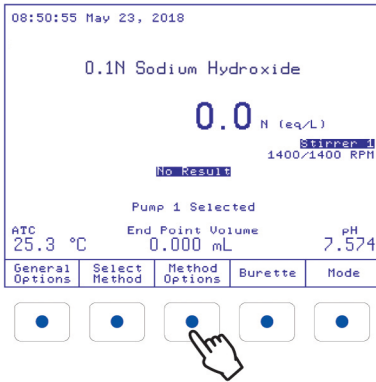 08:50:55 May 23, 2018
0.1N Sodium Hydroxide
0.0 N (eq/L)
Stirrer 1
1400/1400 RPM
No Result
Pump 1 Selected
ATC End Point Volume pH
25.3 °C 0.000 mL 7.574
General Options
Select Method
Method Options
Burette
Mode